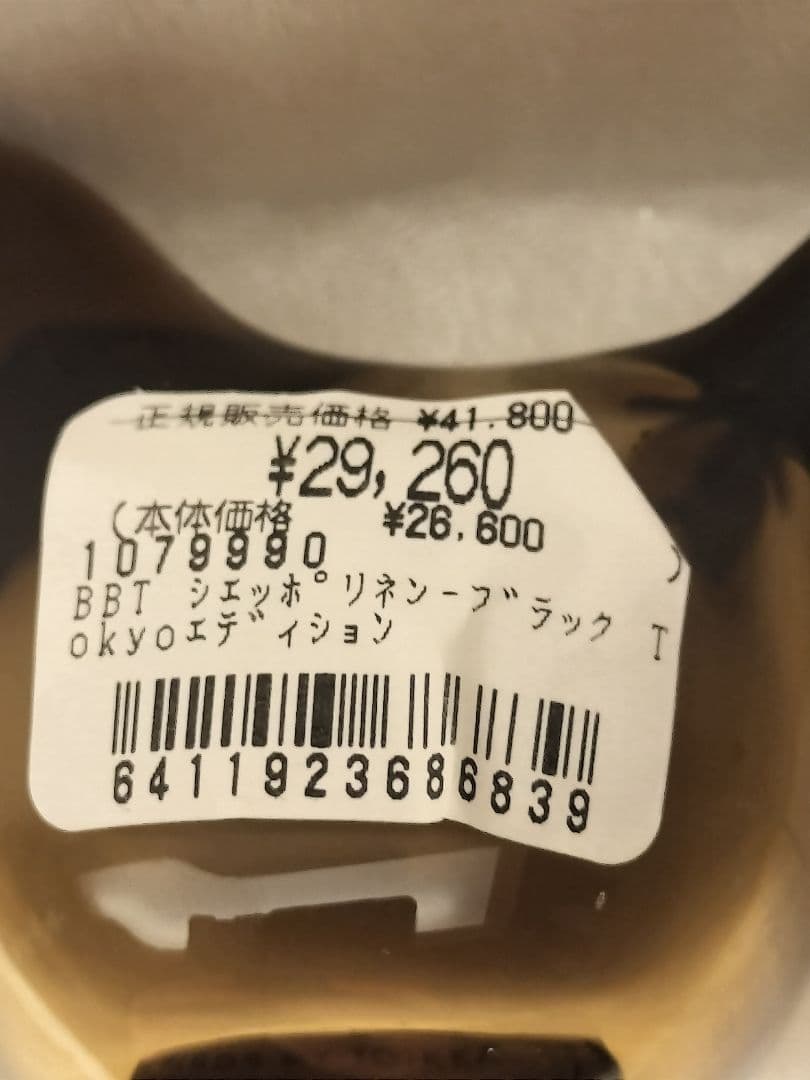 正規販売価格 ¥41,800
¥29,260
(本体価格 ¥26,600)
1079990
BBT シエッポリネン-ブラック T
okyoエディション
6411923686839